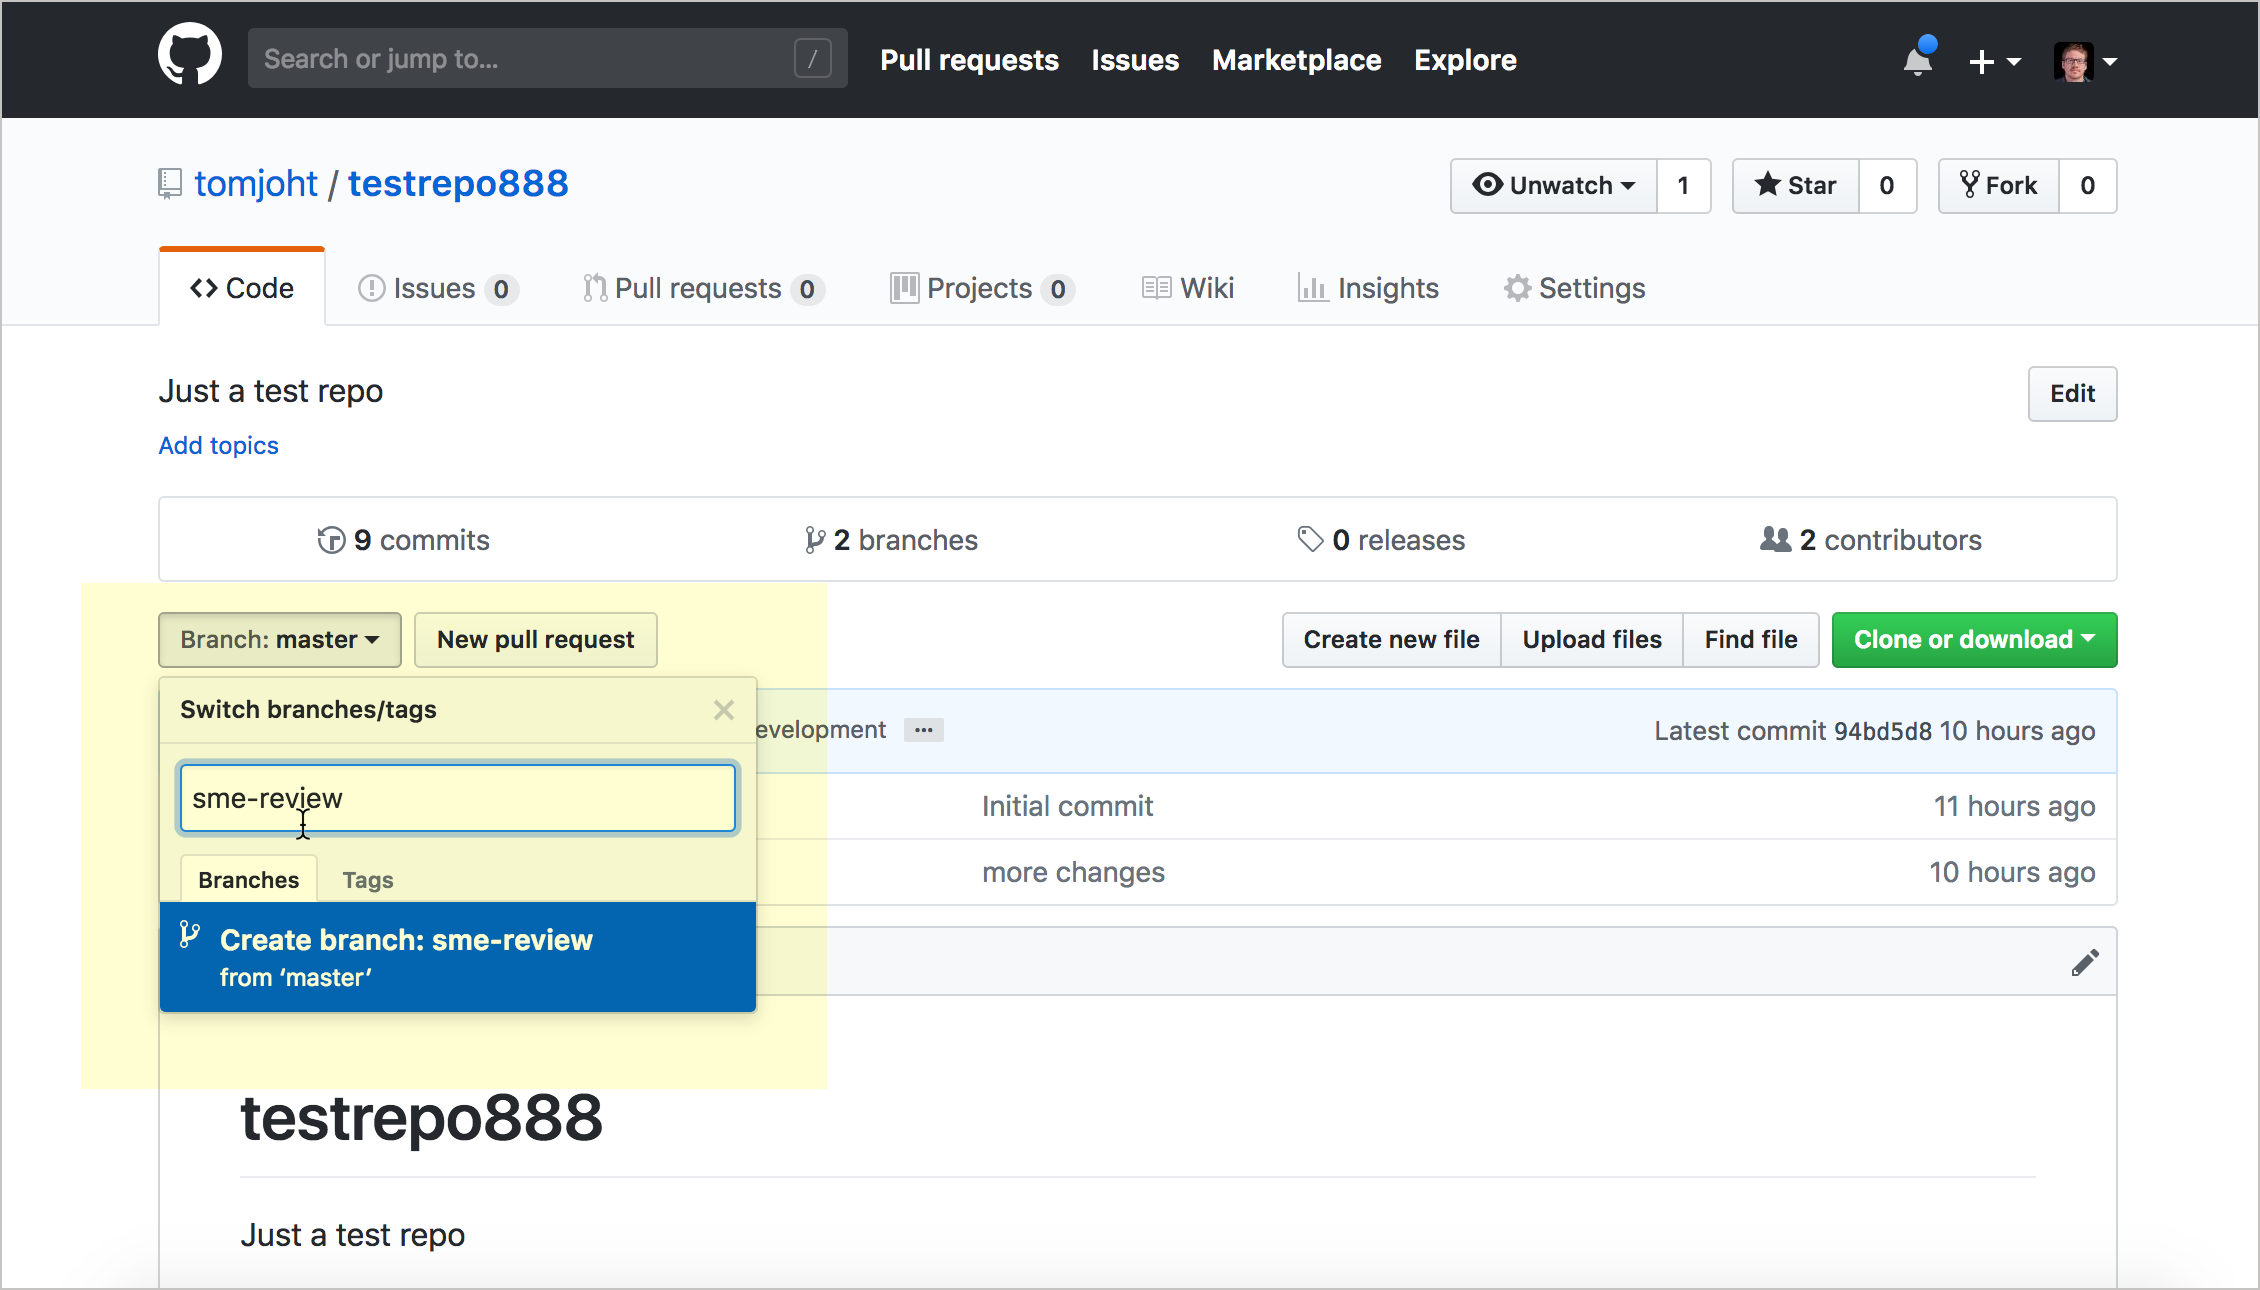 Search or jump to... /
Pull requests Issues Marketplace Explore
tomjoht / testrepo888
Unwatch 1 Star 0 Fork 0
Code Issues 0 Pull requests 0 Projects 0 Wiki Insights Settings
Just a test repo
Edit
Add topics
9 commits 2 branches 0 releases 2 contributors
Branch: master New pull request Create new file Upload files Find file Clone or download
Switch branches/tags
evelopment ... Latest commit 94bd5d8 10 hours ago
sme-review
Initial commit 11 hours ago
Branches Tags
more changes 10 hours ago
Create branch: sme-review
from ‘master’
testrepo888
Just a test repo